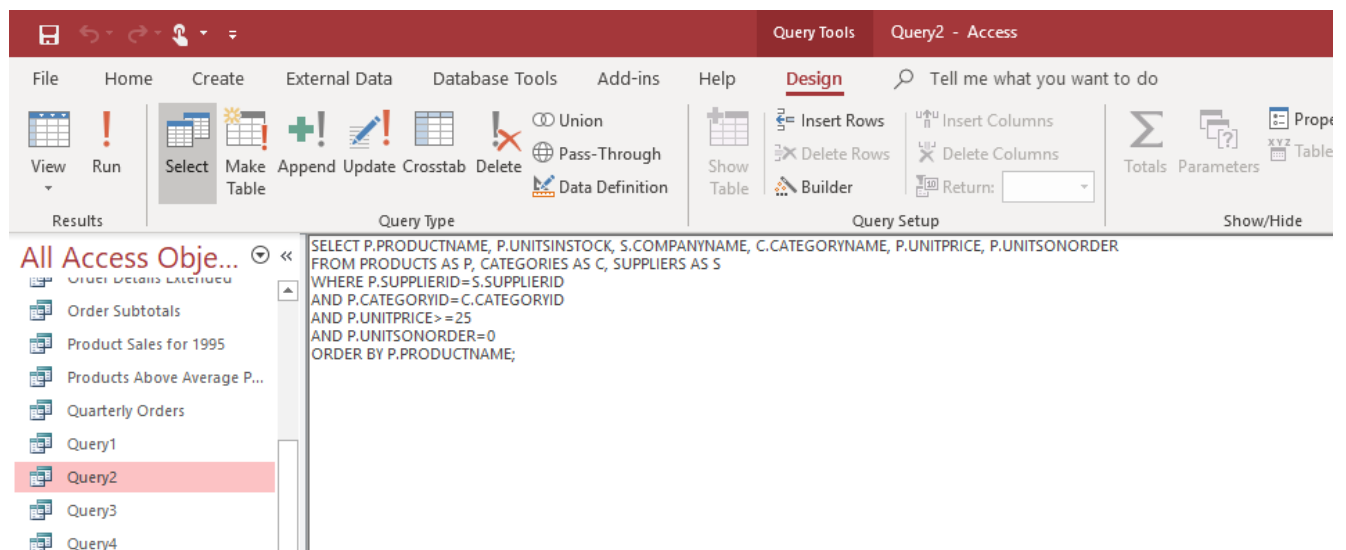 Query Tools Query2 - Access
File Home Create External Data Database Tools Add-ins Help Design Tell me what you want to do
View
Run
Select
Make Table
Append
Update
Crosstab
Delete
Union
Pass-Through
Data Definition
Show Table
Insert Rows
Delete Rows
Builder
Insert Columns
Delete Columns
Return:
Totals
Parameters
XYZ
Results
Query Type
Query Setup
Show/Hide
All Access Obje...
Order Details Extended
Order Subtotals
Product Sales for 1995
Products Above Average P...
Quarterly Orders
Query1
Query2
Query3
Query4
SELECT P.PRODUCTNAME, P.UNITSINSTOCK, S.COMPANYNAME, C.CATEGORYNAME, P.UNITPRICE, P.UNITSONORDER
FROM PRODUCTS AS P, CATEGORIES AS C, SUPPLIERS AS S
WHERE P.SUPPLIERID=S.SUPPLIERID
AND P.CATEGORYID=C.CATEGORYID
AND P.UNITPRICE>=25
AND P.UNITSONORDER=0
ORDER BY P.PRODUCTNAME;